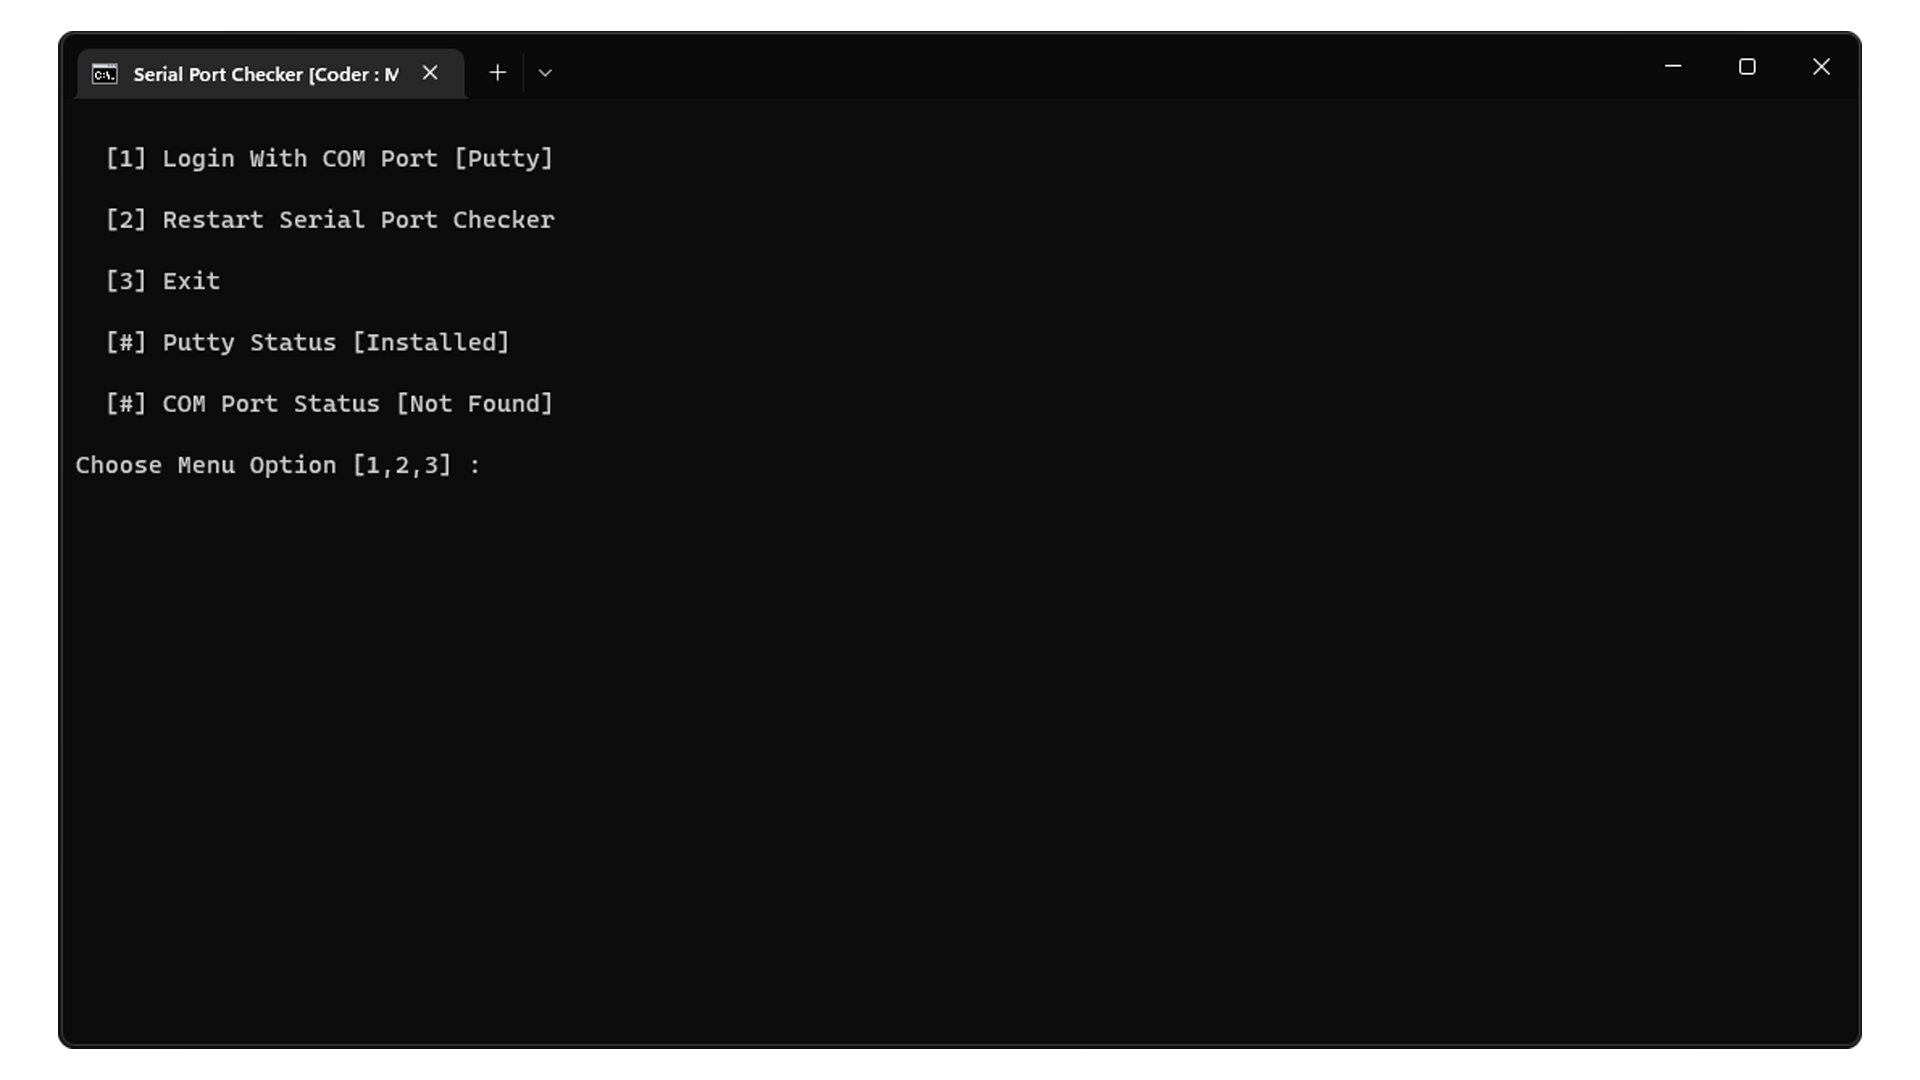 Serial Port Checker [Coder : M
[1] Login With COM Port [Putty]
[2] Restart Serial Port Checker
[3] Exit
[#] Putty Status [Installed]
[#] COM Port Status [Not Found]
Choose Menu Option [1,2,3] :